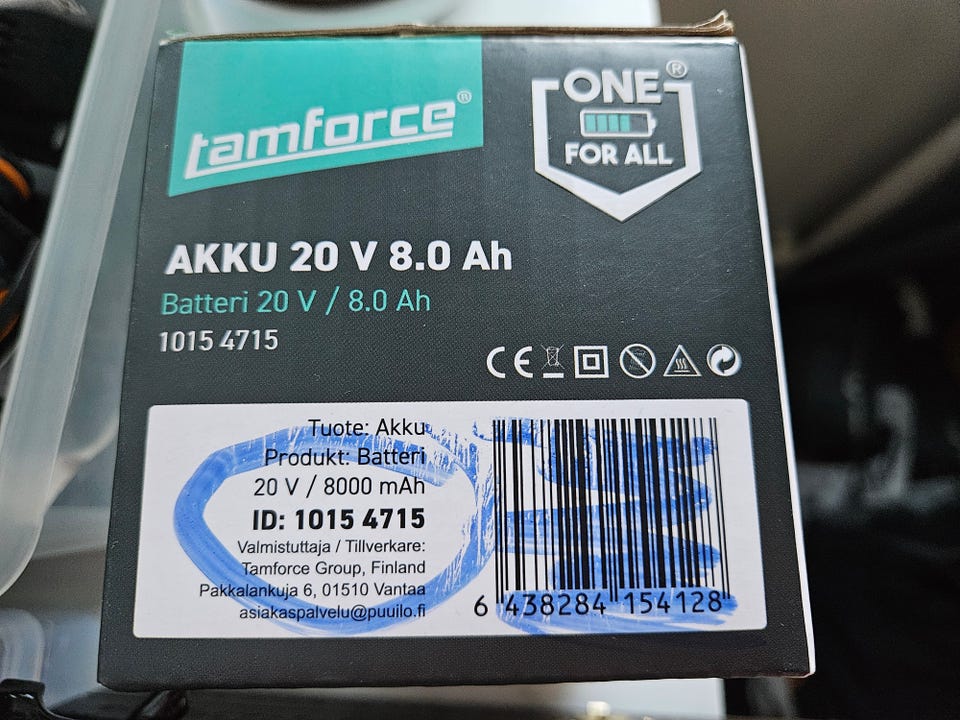 tamforce®
ONE®
FOR ALL
AKKU 20 V 8.0 Ah
Batteri 20 V / 8.0 Ah
1015 4715
CE
Tuote: Akku
Produkt: Batteri
20 V / 8000 mAh
ID: 1015 4715
Valmistuttaja / Tillverkare:
Tamforce Group, Finland
Pakkalankuja 6, 01510 Vantaa
asiakaspalvelu@puuilo.fi
6 438284 154128